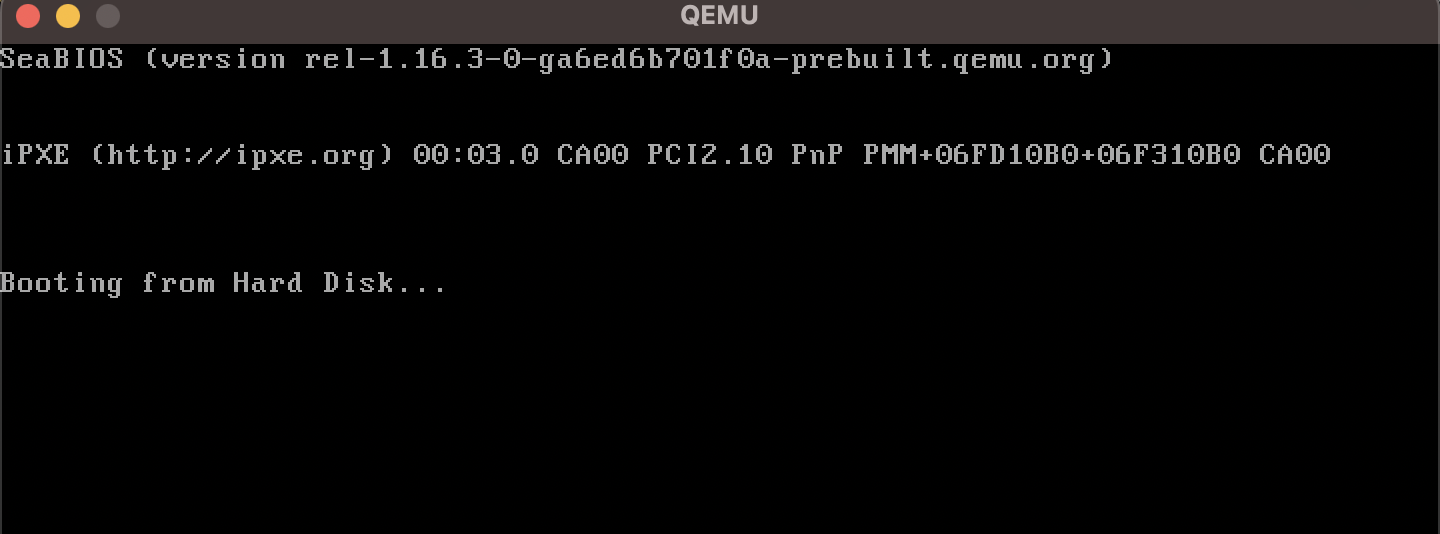 QEMU
SeaBIOS (version rel-1.16.3-0-ga6ed6b701f0a-prebuilt.qemu.org)
iPXE (http://ipxe.org) 00:03.0 CA00 PCI2.10 PnP PMM+06FD10B0+06F310B0 CA00
Booting from Hard Disk...